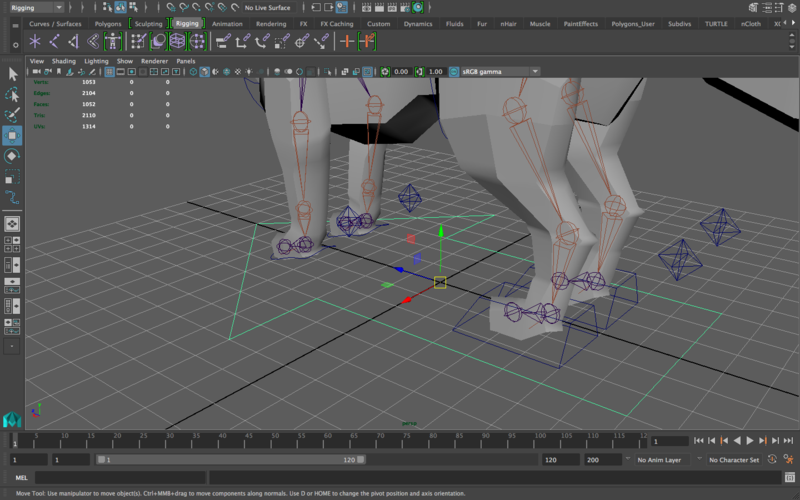 Rigging No Live Surface
Curves / Surfaces Polygons Sculpting Rigging Animation Rendering FX FX Caching Custom Dynamics Fluids Fur nHair Muscle PaintEffects Polygons_User Subdivs TURTLE nCloth
View Shading Lighting Show Renderer Panels
0.00 1.00 sRGB gamma
Verts: 1053 0 0
Edges: 2104 0 0
Faces: 1052 0 0
Tris: 2110 0 0
UVs: 1314 0 0
persp
1 5 10 15 20 25 30 35 40 45 50 55 60 65 70 75 80 85 90 95 100 105 110 115 12 1
1 1 1 120 120 200 No Anim Layer No Character Set
MEL
Move Tool: Use manipulator to move object(s). Ctrl+MMB+drag to move components along normals. Use D or HOME to change the pivot position and axis orientation.